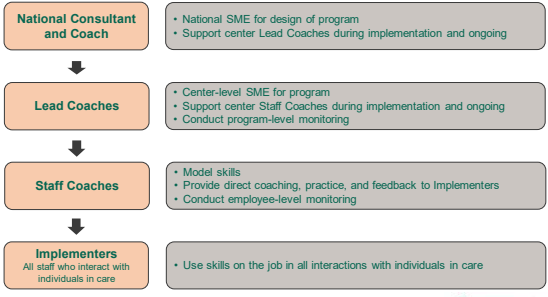 National Consultant
and Coach
• National SME for design of program
• Support center Lead Coaches during implementation and ongoing
Lead Coaches
• Center-level SME for program
• Support center Staff Coaches during implementation and ongoing
• Conduct program-level monitoring
Staff Coaches
• Model skills
• Provide direct coaching, practice, and feedback to Implementers
• Conduct employee-level monitoring
Implementers
All staff who interact with
individuals in care
• Use skills on the job in all interactions with individuals in care